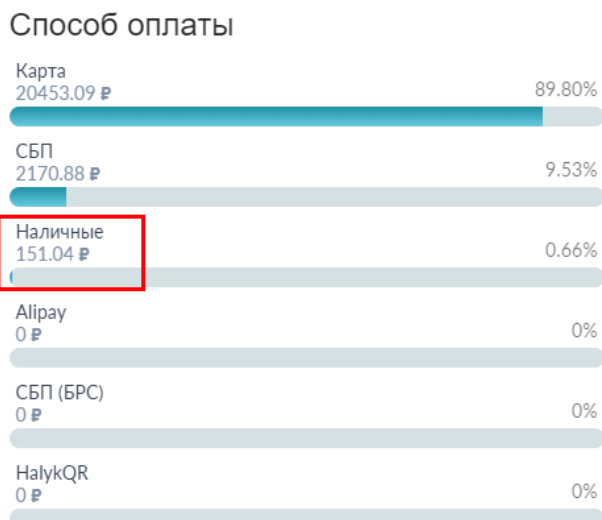 Способ оплаты
Карта
20453.09 ₽
89.80%
СБП
2170.88 ₽
9.53%
Наличные
151.04 ₽
0.66%
Alipay
0 ₽
0%
СБП (БРС)
0 ₽
0%
HalykQR
0 ₽
0%